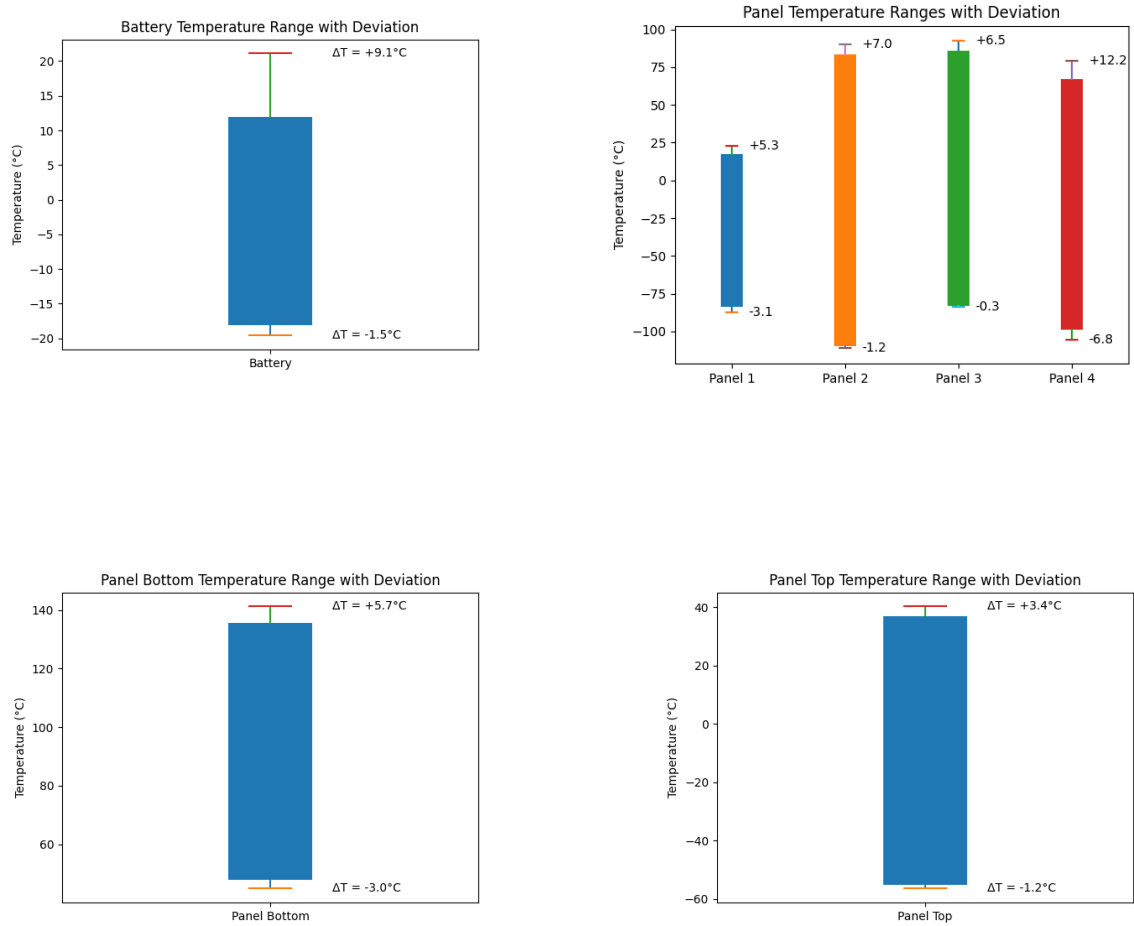 Battery Temperature Range with Deviation
Temperature (°C)
20
15
10
5
0
−5
−10
−15
−20
ΔT = +9.1°C
ΔT = -1.5°C
Battery
Panel Temperature Ranges with Deviation
Temperature (°C)
100
75
50
25
0
−25
−50
−75
−100
+5.3
-3.1
+7.0
-1.2
+6.5
-0.3
+12.2
-6.8
Panel 1
Panel 2
Panel 3
Panel 4
Panel Bottom Temperature Range with Deviation
Temperature (°C)
140
120
100
80
60
ΔT = +5.7°C
ΔT = -3.0°C
Panel Bottom
Panel Top Temperature Range with Deviation
Temperature (°C)
40
20
0
−20
−40
−60
ΔT = +3.4°C
ΔT = -1.2°C
Panel Top